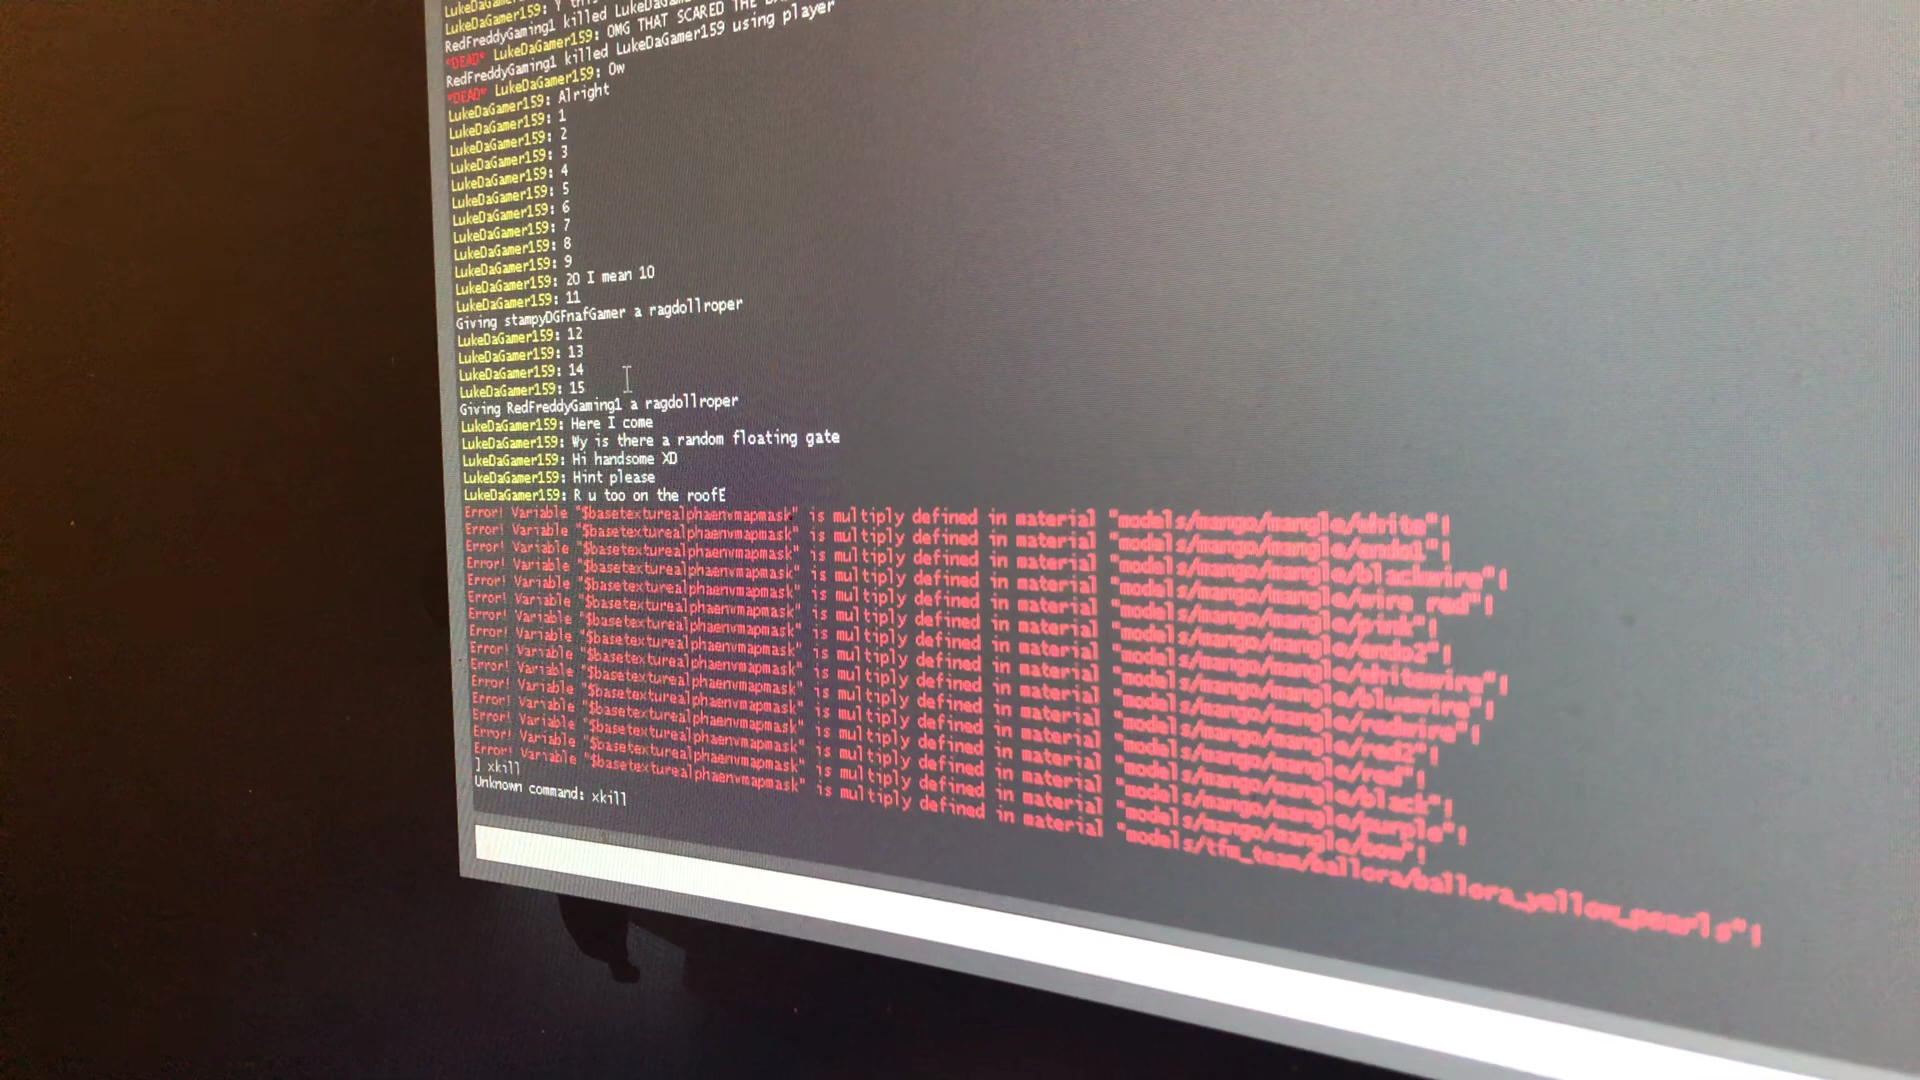 LukeDaGamer159: Y
RedFreddyGaming1 killed
*DEAD* LukeDaGamer159: OMG THAT SCARED THE
RedFreddyGaming1 killed LukeDaGamer159 using player
*DEAD* LukeDaGamer159: Ow
LukeDaGamer159: Alright
LukeDaGamer159: 1
LukeDaGamer159: 2
LukeDaGamer159: 3
LukeDaGamer159: 4
LukeDaGamer159: 5
LukeDaGamer159: 6
LukeDaGamer159: 7
LukeDaGamer159: 8
LukeDaGamer159: 9
LukeDaGamer159: 20 I mean 10
LukeDaGamer159: 11
Giving stampyDGFnafGamer a ragdollroper
LukeDaGamer159: 12
LukeDaGamer159: 13
LukeDaGamer159: 14
LukeDaGamer159: 15
Giving RedFreddyGaming1 a ragdollroper
LukeDaGamer159: Here I come
LukeDaGamer159: Wy is there a random floating gate
LukeDaGamer159: Hi handsome XD
LukeDaGamer159: Hint please
LukeDaGamer159: R u too on the roofE
Error! Variable "$basetexturealphaenvmapmask" is multiply defined in material "models/mango/mangle/white"!
Error! Variable "$basetexturealphaenvmapmask" is multiply defined in material "models/mango/mangle/endo1"!
Error! Variable "$basetexturealphaenvmapmask" is multiply defined in material "models/mango/mangle/blackwire"!
Error! Variable "$basetexturealphaenvmapmask" is multiply defined in material "models/mango/mangle/wire_red"!
Error! Variable "$basetexturealphaenvmapmask" is multiply defined in material "models/mango/mangle/pink"!
Error! Variable "$basetexturealphaenvmapmask" is multiply defined in material "models/mango/mangle/endo2"!
Error! Variable "$basetexturealphaenvmapmask" is multiply defined in material "models/mango/mangle/whitewire"!
Error! Variable "$basetexturealphaenvmapmask" is multiply defined in material "models/mango/mangle/bluewire"!
Error! Variable "$basetexturealphaenvmapmask" is multiply defined in material "models/mango/mangle/redwire"!
Error! Variable "$basetexturealphaenvmapmask" is multiply defined in material "models/mango/mangle/red2"!
Error! Variable "$basetexturealphaenvmapmask" is multiply defined in material "models/mango/mangle/red"!
Error! Variable "$basetexturealphaenvmapmask" is multiply defined in material "models/mango/mangle/black"!
Error! Variable "$basetexturealphaenvmapmask" is multiply defined in material "models/mango/mangle/purple"!
Error! Variable "$basetexturealphaenvmapmask" is multiply defined in material "models/mango/mangle/bow"!
Error! Variable "$basetexturealphaenvmapmask" is multiply defined in material "models/tfm_team/ballora/ballora_yellow_pearls"!
] xkill
Unknown command: xkill